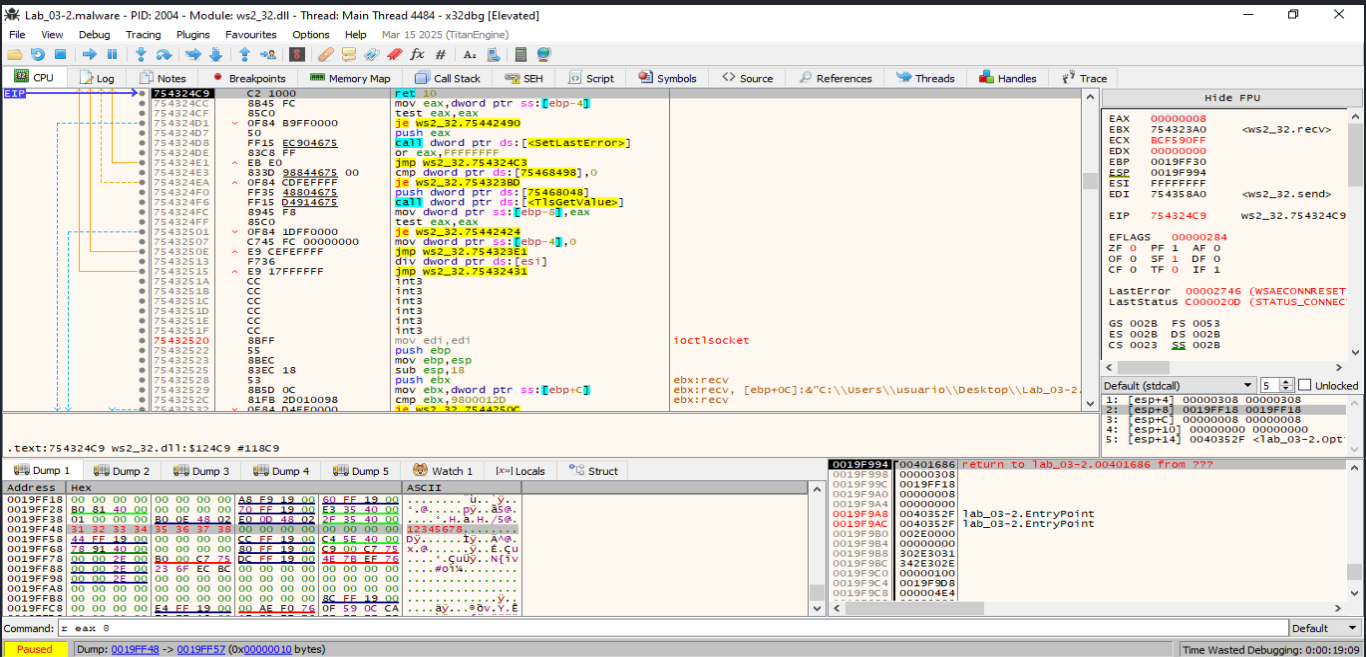 Lab_03-2.malware - PID: 2004 - Module: ws2_32.dll - Thread: Main Thread 4484 - x32dbg [Elevated]
File View Debug Tracing Plugins Favourites Options Help Mar 15 2025 (TitanEngine)
CPU Log Notes Breakpoints Memory Map Call Stack SEH Script Symbols Source References Threads Handles Trace
EIP
754324C9 C2 1000 ret 10
754324CC 8B45 FC mov eax,dword ptr ss:[ebp-4]
754324CF 85C0 test eax,eax
754324D1 0F84 B9FF0000 je ws2_32.75442490
754324D7 50 push eax
754324D8 FF15 EC904675 call dword ptr ds:[<SetLastError>]
754324DE 83C8 FF or eax,FFFFFFFF
754324E1 EB E0 jmp ws2_32.754324C3
754324E3 833D 98844675 00 cmp dword ptr ds:[75468498],0
754324EA 0F84 CDFEFFFF je ws2_32.754323BD
754324F0 FF35 48804675 push dword ptr ds:[75468048]
754324F6 FF15 D4914675 call dword ptr ds:[<TlsGetValue>]
754324FC 8945 F8 mov dword ptr ss:[ebp-8],eax
754324FF 85C0 test eax,eax
75432501 0F84 1DFF0000 je ws2_32.75442424
75432507 C745 FC 00000000 mov dword ptr ss:[ebp-4],0
7543250E E9 CEFEFFFF jmp ws2_32.754323E1
75432513 F736 div dword ptr ds:[esi]
75432515 E9 17FFFFFF jmp ws2_32.75432431
7543251A CC int3
7543251B CC int3
7543251C CC int3
7543251D CC int3
7543251E CC int3
7543251F CC int3
75432520 8BFF mov edi,edi ioctlsocket
75432522 55 push ebp
75432523 8BEC mov ebp,esp
75432525 83EC 18 sub esp,18
75432528 53 push ebx ebx:recv
75432529 8B5D 0C mov ebx,dword ptr ss:[ebp+C] ebx:recv, [ebp+0C]:&"C:\\Users\\usuario\\Desktop\\Lab_03-2.
7543252C 81FB 2D010098 cmp ebx,9800012D ebx:recv
75432532 0F84 D4FF0000 je ws2_32.7544250C
.text:754324C9 ws2_32.dll:$124C9 #118C9
Hide FPU
EAX 00000008
EBX 754323A0 <ws2_32.recv>
ECX BCF590FF
EDX 00000000
EBP 0019FF30
ESP 0019F994
ESI FFFFFFFF
EDI 754358A0 <ws2_32.send>
EIP 754324C9 ws2_32.754324C9
EFLAGS 00000284
ZF 0 PF 1 AF 0
OF 0 SF 1 DF 0
CF 0 TF 0 IF 1
LastError 00002746 (WSAECONNRESET
LastStatus C000020D (STATUS_CONNEC
GS 002B FS 0053
ES 002B DS 002B
CS 0023 SS 002B
Default (stdcall) 5 Unlocked
1: [esp+4] 00000308 00000308
2: [esp+8] 0019FF18 0019FF18
3: [esp+C] 00000008 00000008
4: [esp+10] 00000000 00000000
5: [esp+14] 0040352F <lab_03-2.Opt
Dump 1 Dump 2 Dump 3 Dump 4 Dump 5 Watch 1 [x=] Locals Struct
Address Hex ASCII
0019FF18 00 00 00 00 00 00 00 00 A8 F9 19 00 60 FF 19 00
0019FF28 B0 81 40 00 00 00 00 00 70 FF 19 00 E3 35 40 00
0019FF38 01 00 00 00 B0 0E 48 02 E0 0D 48 02 2F 35 40 00
0019FF48 31 32 33 34 35 36 37 38 00 00 00 00 00 00 00 00 12345678........
0019FF58 44 FF 19 00 00 00 00 00 CC FF 19 00 C4 5E 40 00
0019FF68 78 91 40 00 00 00 00 00 80 FF 19 00 C9 00 C7 75
0019FF78 00 00 2E 00 B0 00 C7 75 DC FF 19 00 4E 7B EF 76
0019FF88 00 00 2E 00 23 6F EC BC 00 00 00 00 00 00 00 00
0019FF98 00 00 2E 00 00 00 00 00 00 00 00 00 00 00 00 00
0019FFA8 00 00 00 00 00 00 00 00 00 00 00 00 00 00 00 00
0019FFB8 00 00 00 00 00 00 00 00 00 00 00 00 8C FF 19 00
0019FFC8 00 00 00 00 E4 FF 19 00 00 AE F0 76 0F 59 0C CA
0019F994 00401686 return to lab_03-2.00401686 from ???
0019F998 00000308
0019F99C 0019FF18
0019F9A0 00000008
0019F9A4 00000000
0019F9A8 0040352F lab_03-2.EntryPoint
0019F9AC 0040352F lab_03-2.EntryPoint
0019F9B0 002E0000
0019F9B4 00000000
0019F9B8 302E3031
0019F9BC 342E302E
0019F9C0 00000100
0019F9C4 0019F9D8
0019F9C8 000004E4
Command: r eax 8 Default
Paused Dump: 0019FF48 -> 0019FF57 (0x00000010 bytes) Time Wasted Debugging: 0:00:19:09